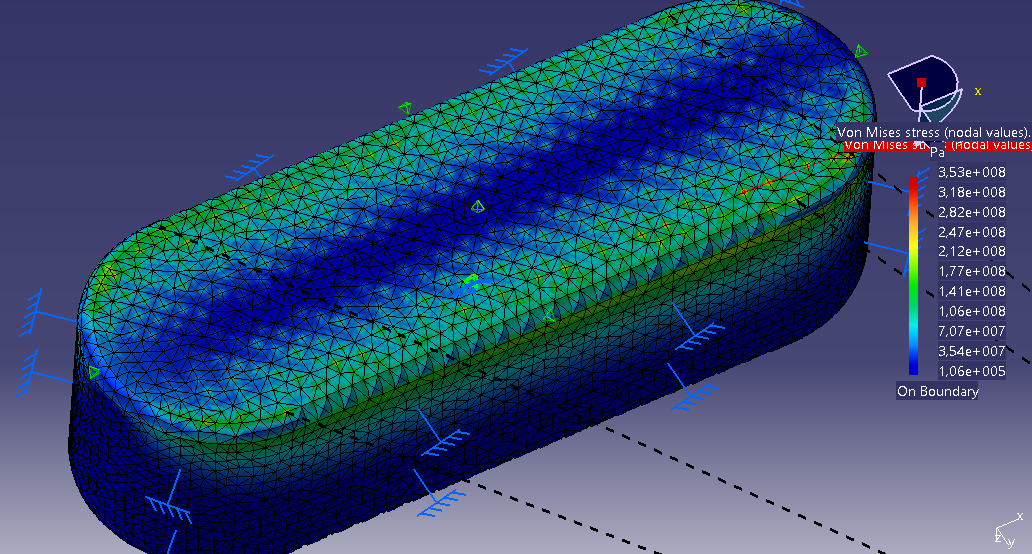 x
Von Mises stress (nodal values).
Von Mises (nodal values)
Pa
3,53e+008
3,18e+008
2,82e+008
2,47e+008
2,12e+008
1,77e+008
1,41e+008
1,06e+008
7,07e+007
3,54e+007
1,06e+005
On Boundary
x
z
y